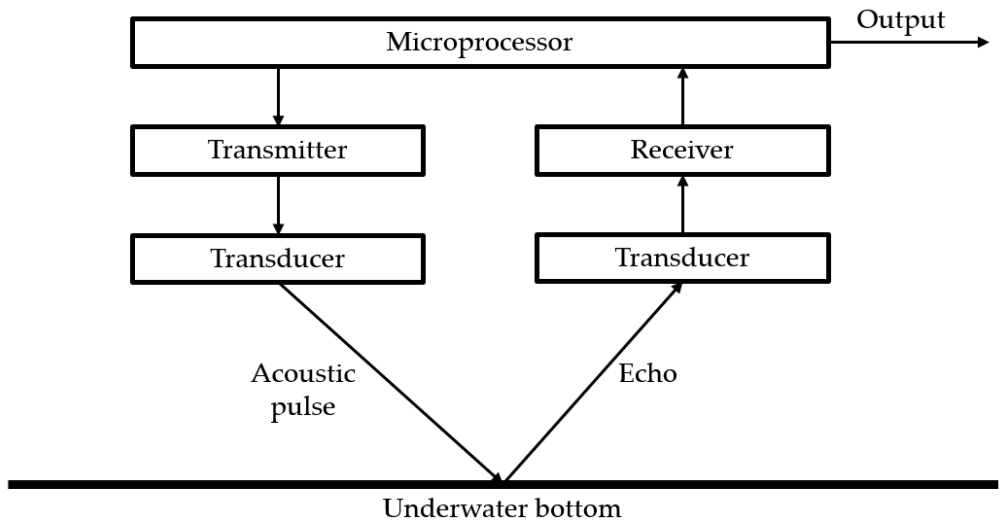 Output
Microprocessor
Transmitter
Receiver
Transducer
Transducer
Acoustic
pulse
Echo
Underwater bottom